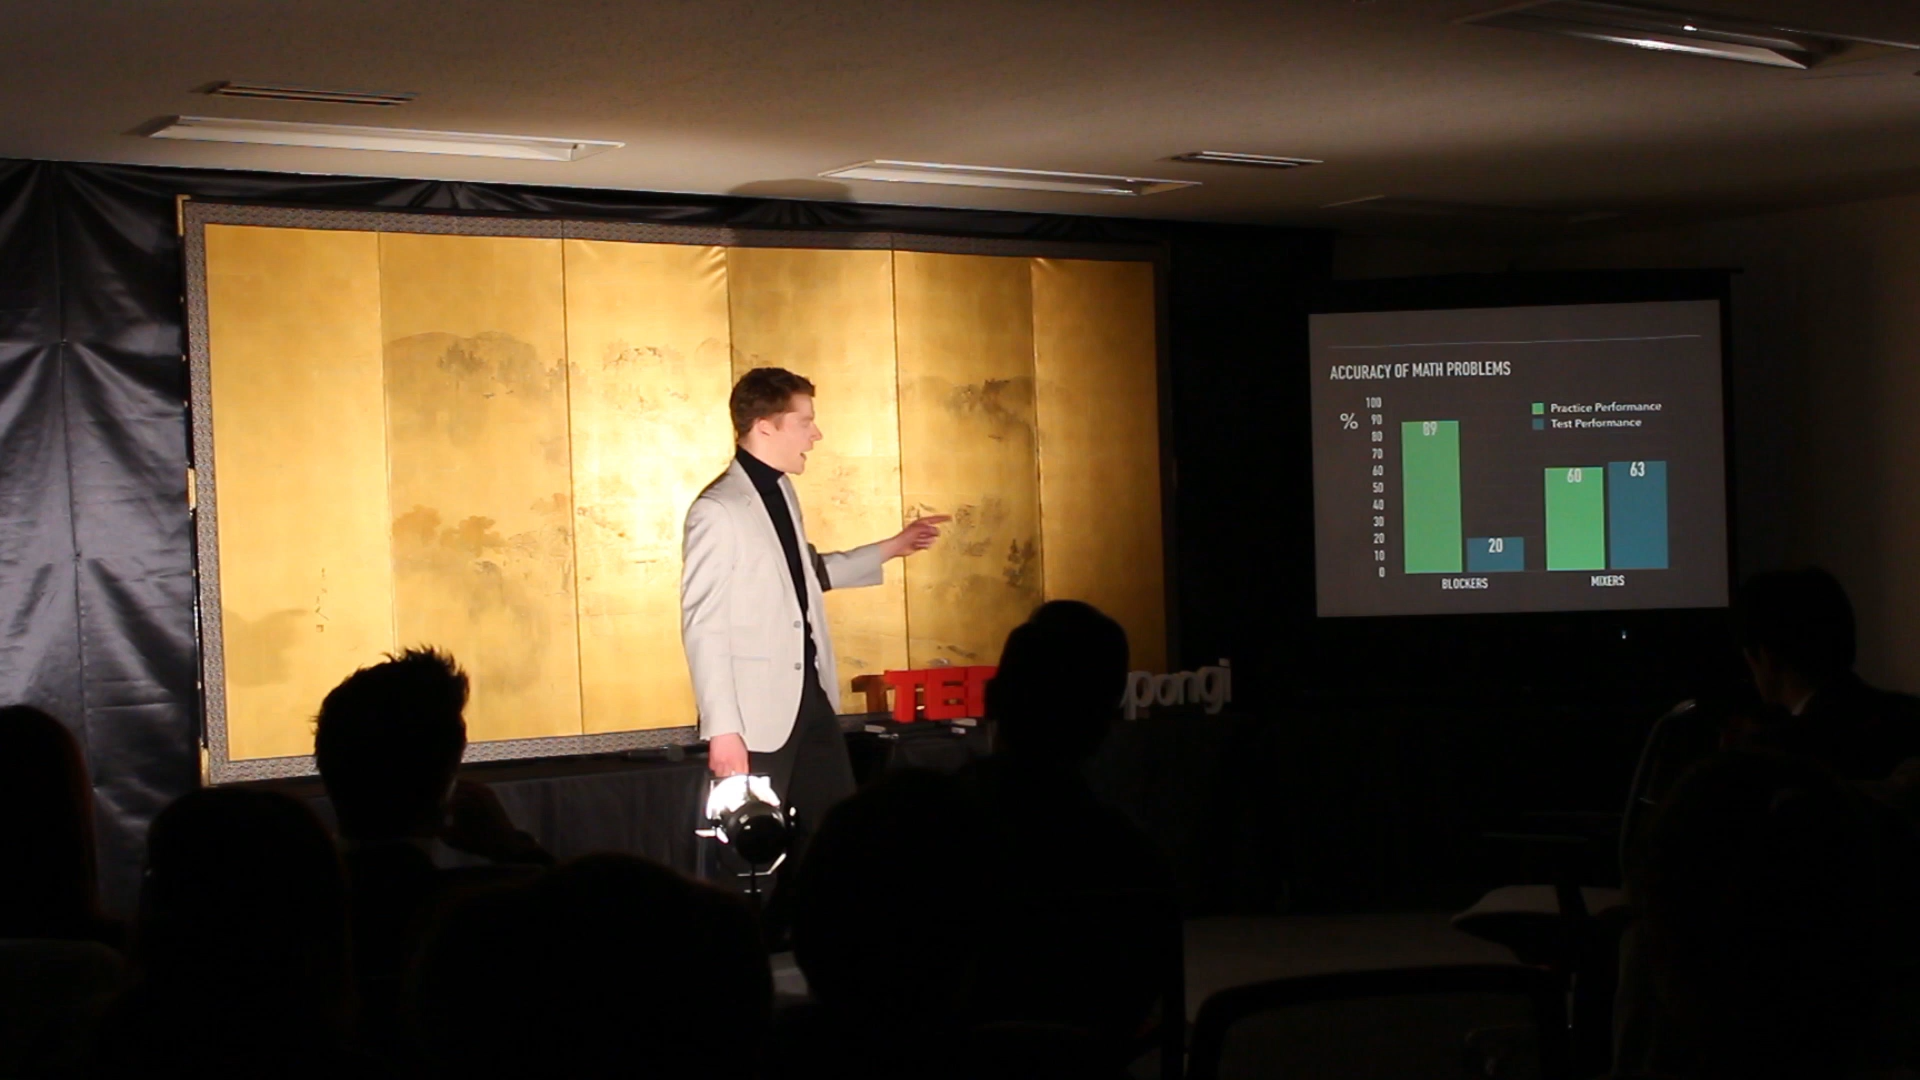 ACCURACY OF MATH PROBLEMS
%
100
90
80
70
60
50
40
30
20
10
0
Practice Performance
Test Performance
89
20
60
63
BLOCKERS
MIXERS
TED
pongi